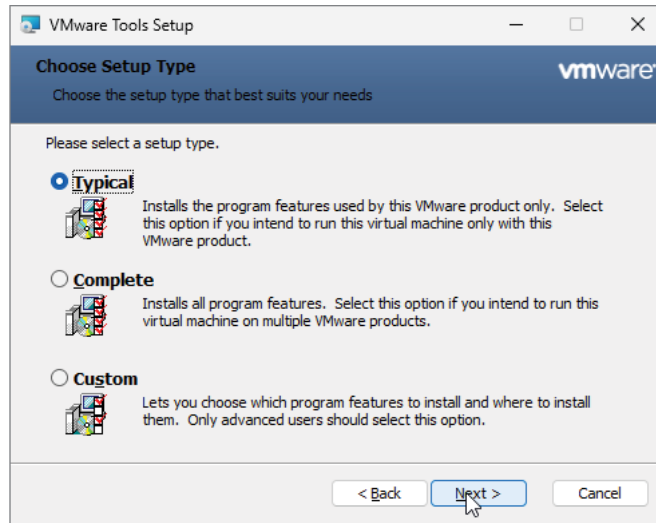 VMware Tools Setup
Choose Setup Type
vmware
Choose the setup type that best suits your needs
Please select a setup type.
Typical
Installs the program features used by this VMware product only. Select
this option if you intend to run this virtual machine only with this
VMware product.
Complete
Installs all program features. Select this option if you intend to run this
virtual machine on multiple VMware products.
Custom
Lets you choose which program features to install and where to install
them. Only advanced users should select this option.
< Back Next > Cancel